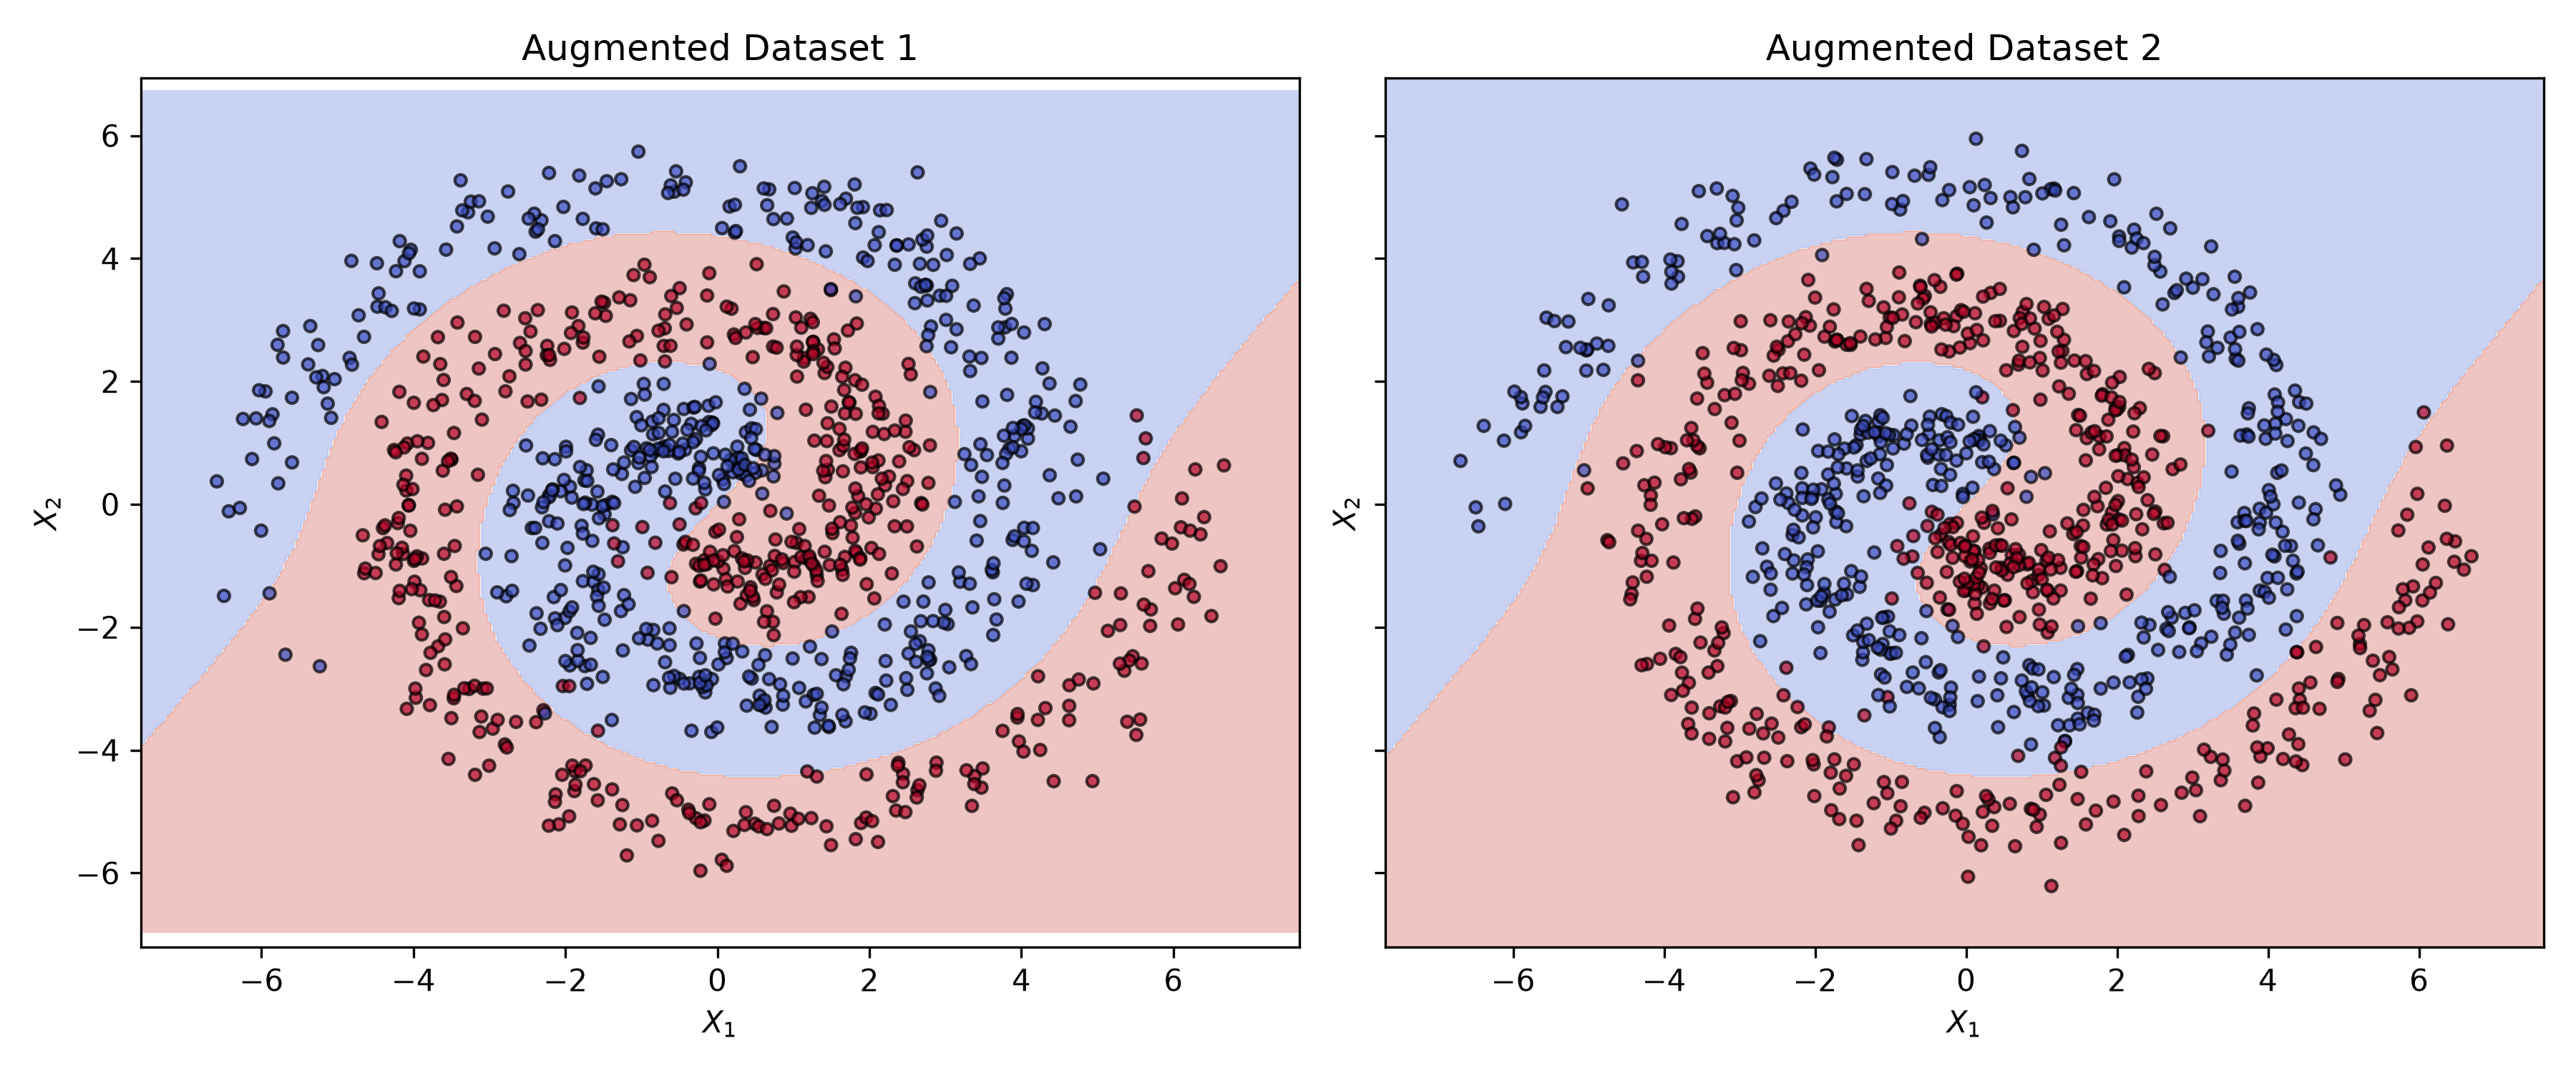 Augmented Dataset 1
Augmented Dataset 2
6
4
2
0
−2
−4
−6
X₂
X₂
−6 −4 −2 0 2 4 6
−6 −4 −2 0 2 4 6
X₁
X₁